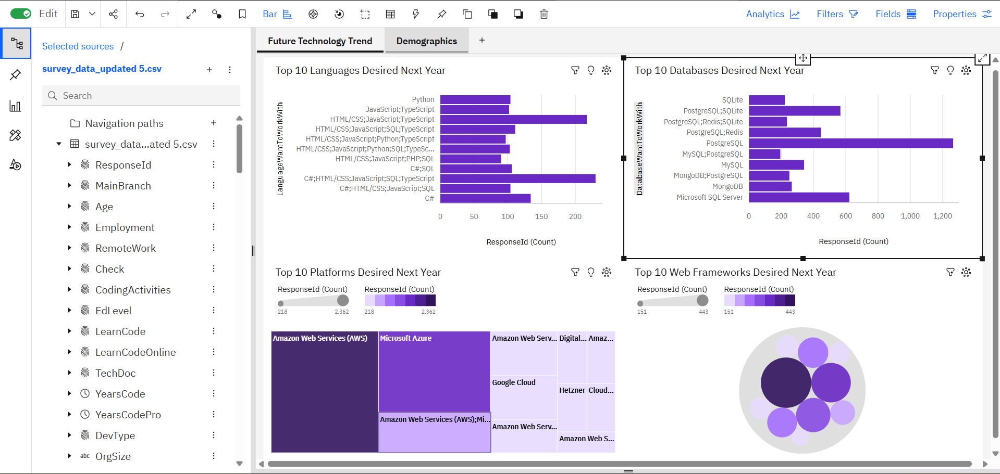 Edit
Bar
Analytics
Filters
Fields
Properties
Selected sources /
survey_data_updated 5.csv
Search
Navigation paths
survey_data...ated 5.csv
ResponseId
MainBranch
Age
Employment
RemoteWork
Check
CodingActivities
EdLevel
LearnCode
LearnCodeOnline
TechDoc
YearsCode
YearsCodePro
DevType
abc OrgSize
Future Technology Trend
Demographics
Top 10 Languages Desired Next Year
LanguageWantToWorkWith
Python
JavaScript;TypeScript
HTML/CSS;JavaScript;TypeScript
HTML/CSS;JavaScript;SQL;TypeScript
HTML/CSS;JavaScript;Python;TypeScript
HTML/CSS;JavaScript;Python;SQL;TypeSc...
HTML/CSS;JavaScript;PHP;SQL
C#;SQL
C#;HTML/CSS;JavaScript;SQL;TypeScript
C#;HTML/CSS;JavaScript;SQL
C#
0 50 100 150 200
ResponseId (Count)
Top 10 Databases Desired Next Year
DatabaseWantToWorkWith
SQLite
PostgreSQL;SQLite
PostgreSQL;Redis;SQLite
PostgreSQL;Redis
PostgreSQL
MySQL;PostgreSQL
MySQL
MongoDB;PostgreSQL
MongoDB
Microsoft SQL Server
0 200 400 600 800 1,000 1,200
ResponseId (Count)
Top 10 Platforms Desired Next Year
ResponseId (Count) ResponseId (Count)
218 2,362 218 2,362
Amazon Web Services (AWS)
Microsoft Azure
Amazon Web Services (AWS);Mi...
Amazon Web Serv...
Google Cloud
Amazon Web Serv...
Digital...
Amaz...
Hetzner
Cloud...
Amazon Web S...
Top 10 Web Frameworks Desired Next Year
ResponseId (Count) ResponseId (Count)
151 443 151 443